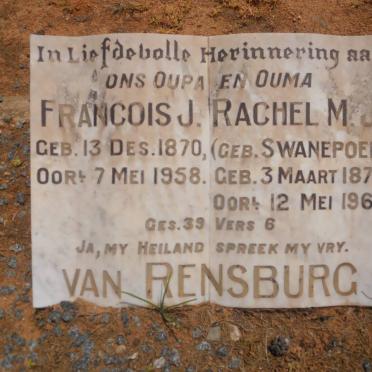 In Liefdevolle Herinnering aa
ONS OUPA EN OUMA
FRANCOIS J. RACHEL M. J
GEB. 13 DES. 1870, (GEB. SWANEPOEL
OORL 7 MEI 1958. GEB. 3 MAART 187
OORL 12 MEI 196
GES. 39 VERS 6
JA, MY HEILAND SPREEK MY VRY.
VAN RENSBURG